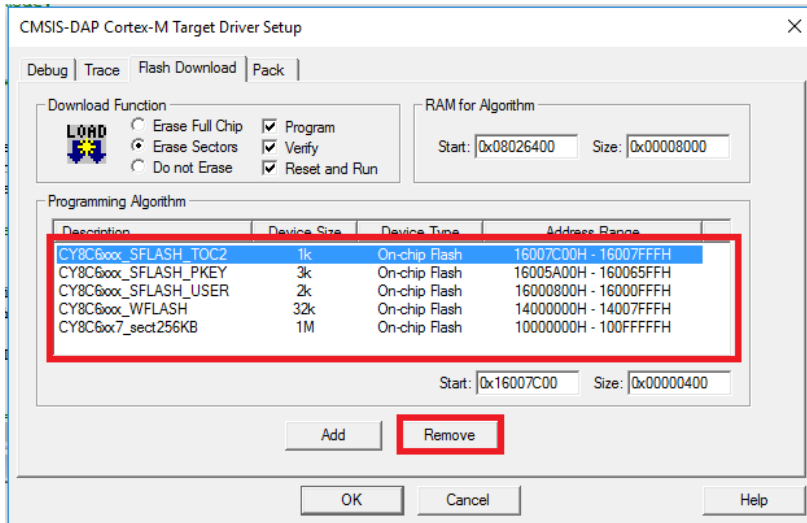 CMSIS-DAP Cortex-M Target Driver Setup
Debug Trace Flash Download Pack
Download Function
LOAD
Erase Full Chip Program
Erase Sectors Verify
Do not Erase Reset and Run
RAM for Algorithm
Start: 0x08026400 Size: 0x00008000
Programming Algorithm
Description Device Size Device Type Address Range
CY8C6xxx_SFLASH_TOC2 1k On-chip Flash 16007C00H - 16007FFFH
CY8C6xxx_SFLASH_PKEY 3k On-chip Flash 16005A00H - 160065FFH
CY8C6xxx_SFLASH_USER 2k On-chip Flash 16000800H - 16000FFFH
CY8C6xxx_WFLASH 32k On-chip Flash 14000000H - 14007FFFH
CY8C6xx7_sect256KB 1M On-chip Flash 10000000H - 100FFFFFH
Start: 0x16007C00 Size: 0x00000400
Add Remove
OK Cancel Help